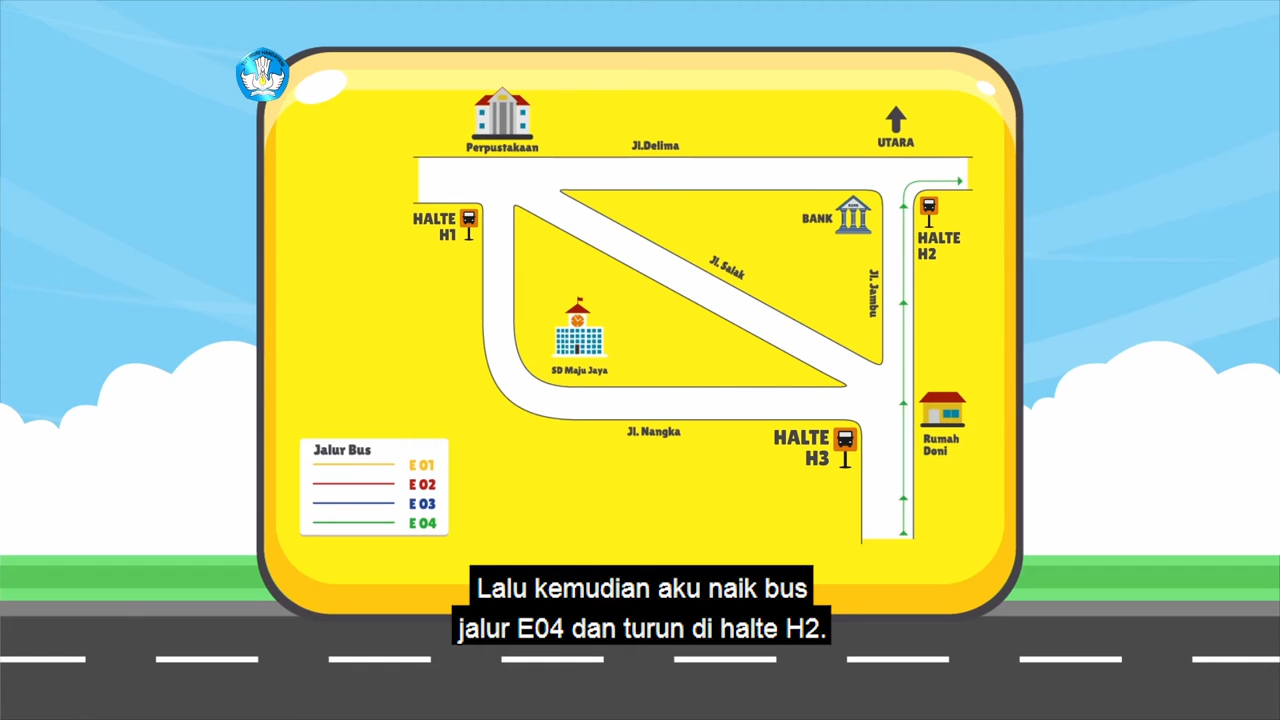 Perpustakaan
Jl.Delima
UTARA
HALTE
H1
BANK
HALTE
H2
Jl. Salak
Jl. Jambu
SD Maju Jaya
Jl. Nangka
HALTE
H3
Rumah
Doni
Jalur Bus
E 01
E 02
E 03
E 04
Lalu kemudian aku naik bus
jalur E04 dan turun di halte H2.